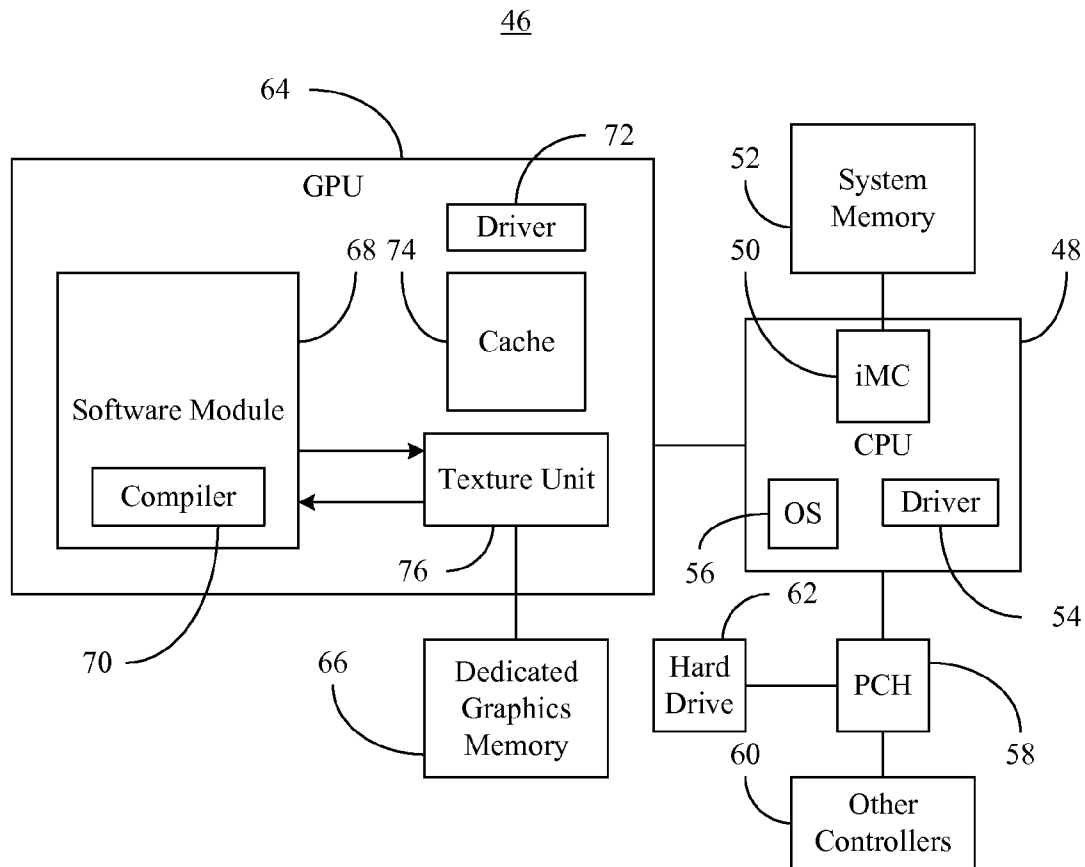 46
64
72
GPU
Driver
52
System
Memory
68
74
50
48
Cache
iMC
Software Module
CPU
Texture Unit
Compiler
OS
Driver
76
56
62
54
70
66
Dedicated
Graphics
Memory
Hard
Drive
PCH
58
60
Other
Controllers